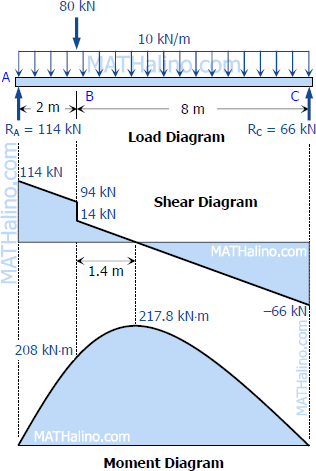 80 kN
10 kN/m
MATHalino.com
A
2 m
B
8 m
C
R_A = 114 kN
R_C = 66 kN
Load Diagram
MATHalino.com
114 kN
94 kN
14 kN
Shear Diagram
MATHalino.com
1.4 m
−66 kN
217.8 kN·m
208 kN·m
MATHalino.com
MATHalino.com
Moment Diagram